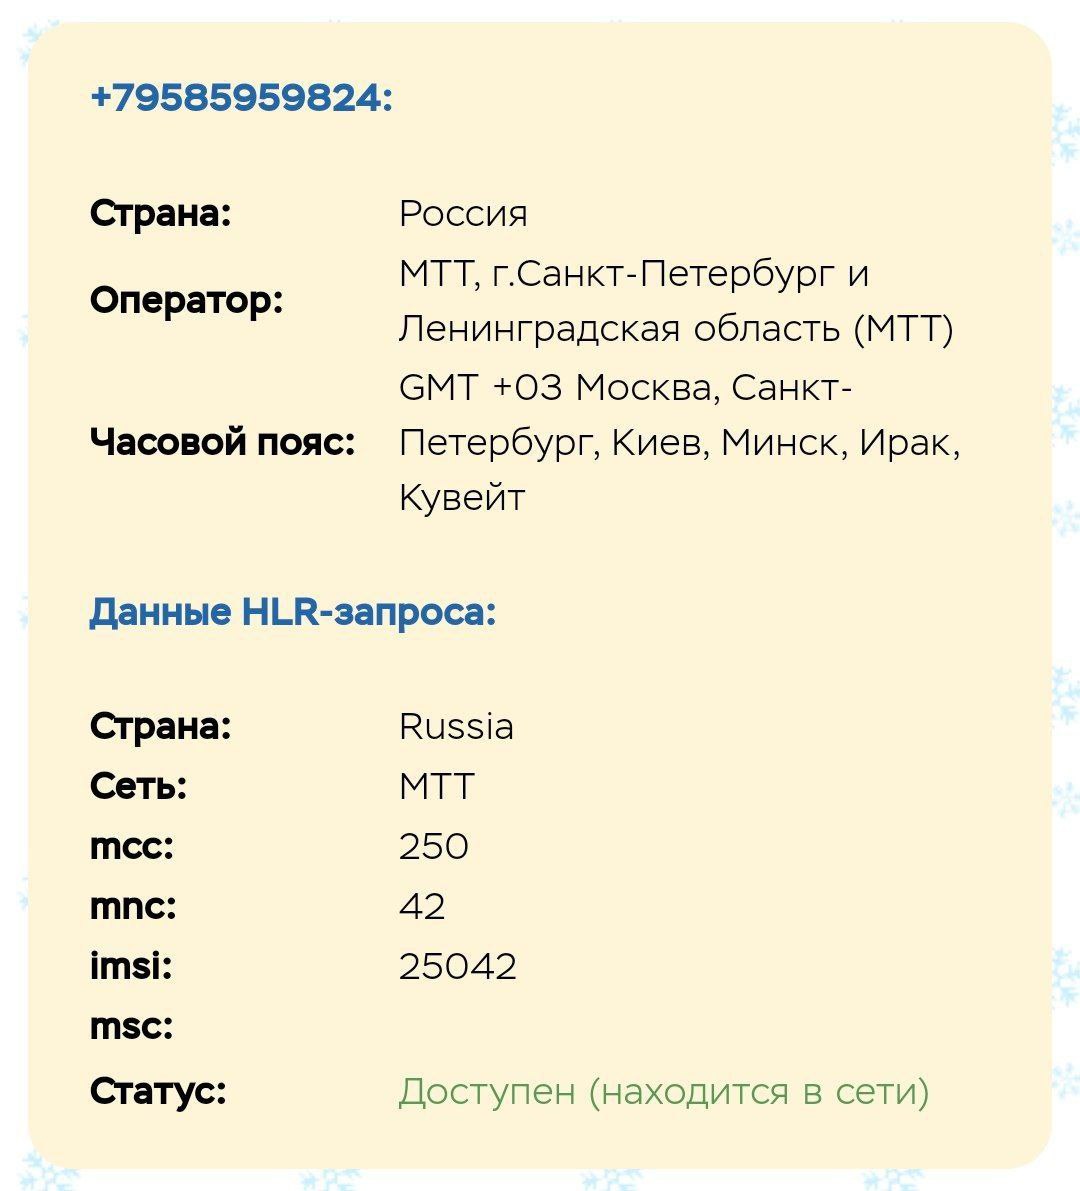 +79585959824:
Страна: Россия
Оператор: МТТ, г.Санкт-Петербург и
Ленинградская область (МТТ)
Часовой пояс: GMT +03 Москва, Санкт-
Петербург, Киев, Минск, Ирак,
Кувейт
Данные HLR-запроса:
Страна: Russia
Сеть: МТТ
mcc: 250
mnc: 42
imsi: 25042
msc:
Статус: Доступен (находится в сети)